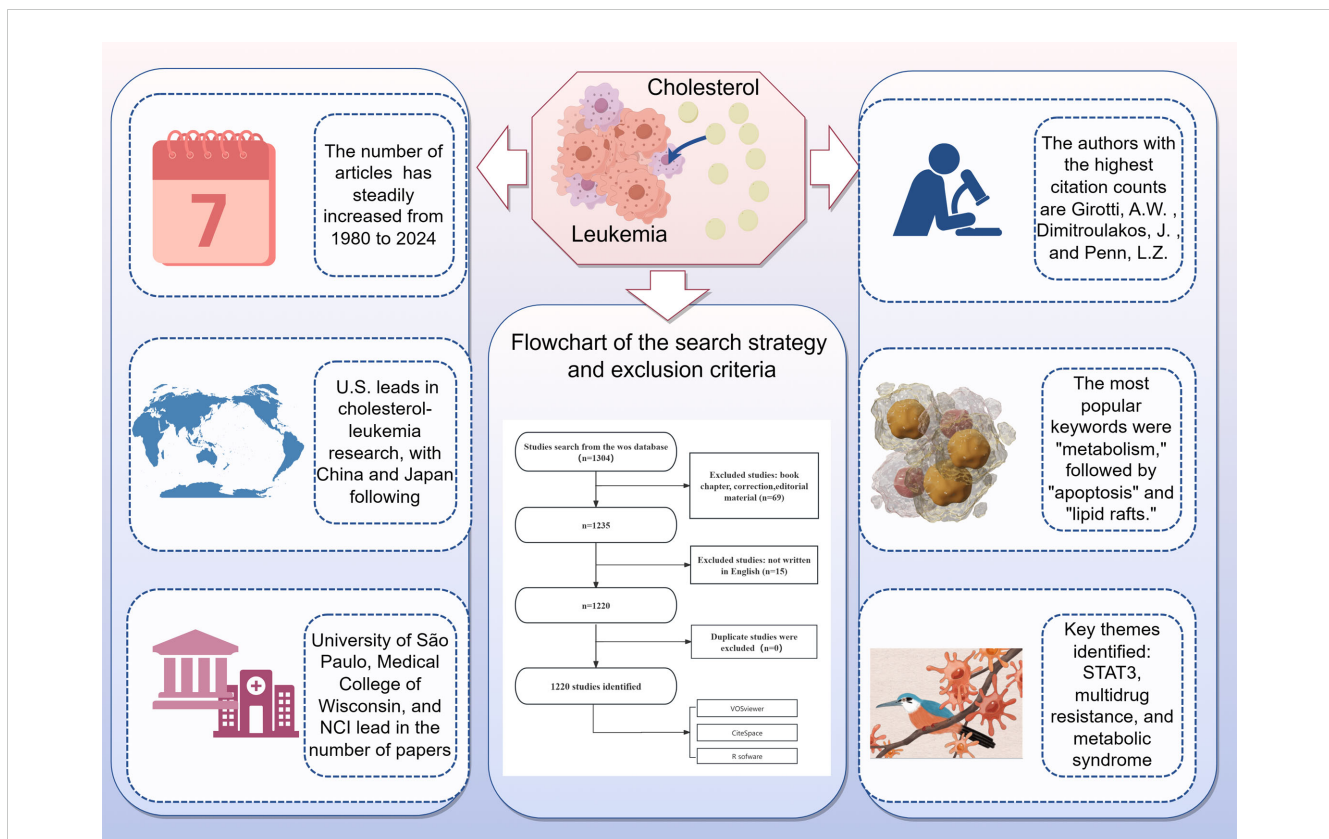 Cholesterol
Leukemia
7
The number of
articles has
steadily
increased from
1980 to 2024
U.S. leads in
cholesterol-
leukemia
research, with
China and Japan
following
University of São
Paulo, Medical
College of
Wisconsin, and
NCI lead in the
number of papers
Flowchart of the search strategy
and exclusion criteria
Studies search from the wos database
(n=1304)
Excluded studies: book
chapter, correction,editorial
material (n=69)
n=1235
Excluded studies: not written
in English (n=15)
n=1220
Duplicate studies were
excluded (n=0)
1220 studies identified
VOSviewer
CiteSpace
R sofware
The authors with
the highest
citation counts
are Girotti, A.W. ,
Dimitroulakos, J. ,
and Penn, L.Z.
The most
popular
keywords were
"metabolism,"
followed by
"apoptosis" and
"lipid rafts."
Key themes
identified:
STAT3,
multidrug
resistance, and
metabolic
syndrome